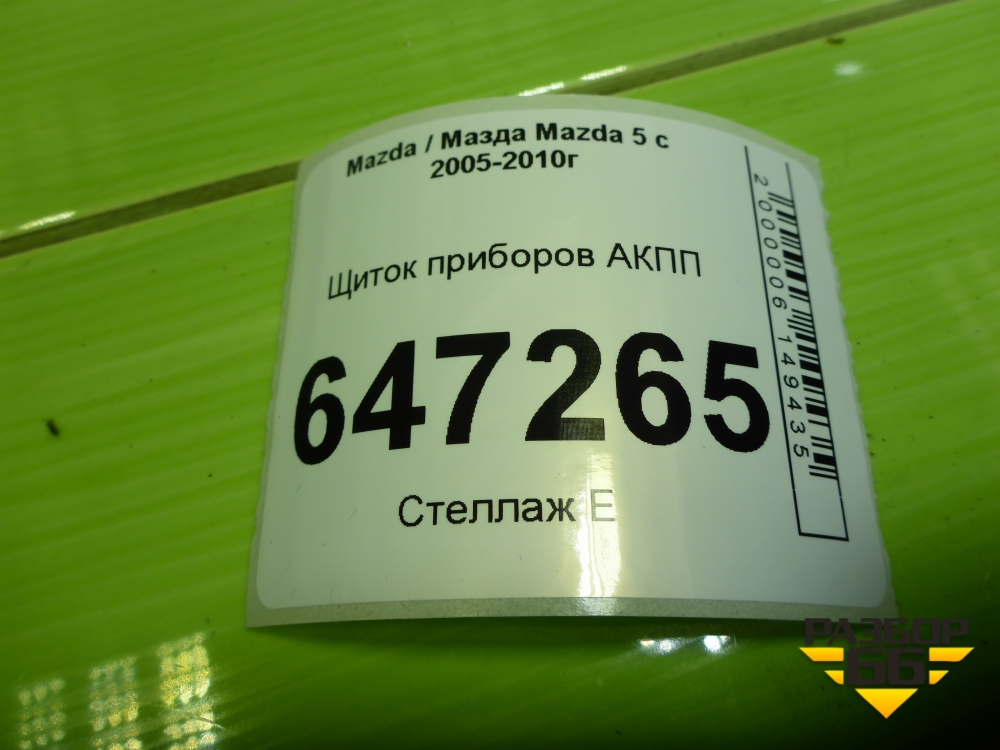 Mazda / Мазда Mazda 5 с
2005-2010г
Щиток приборов АКПП
647265
Стеллаж E
2000006149435
РАЗБОР
66